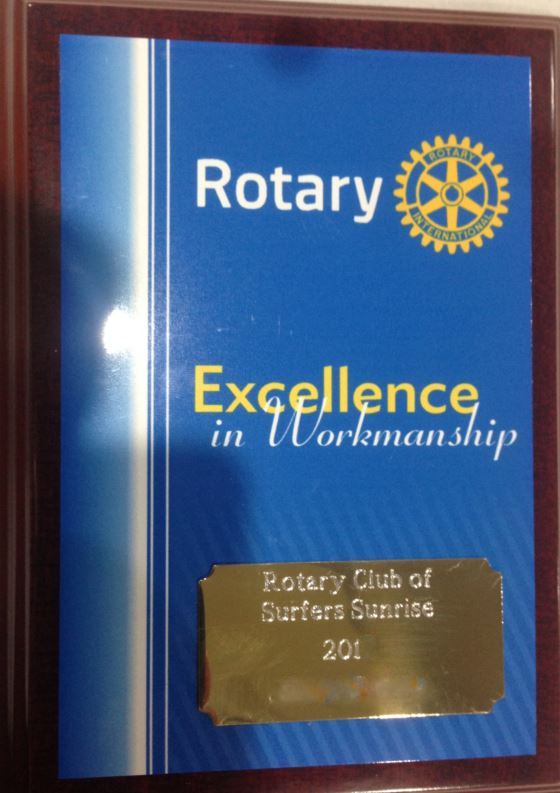 Rotary
ROTARY
INTERNATIONAL
Excellence
in Workmanship
Rotary Club of
Surfers Sunrise
201